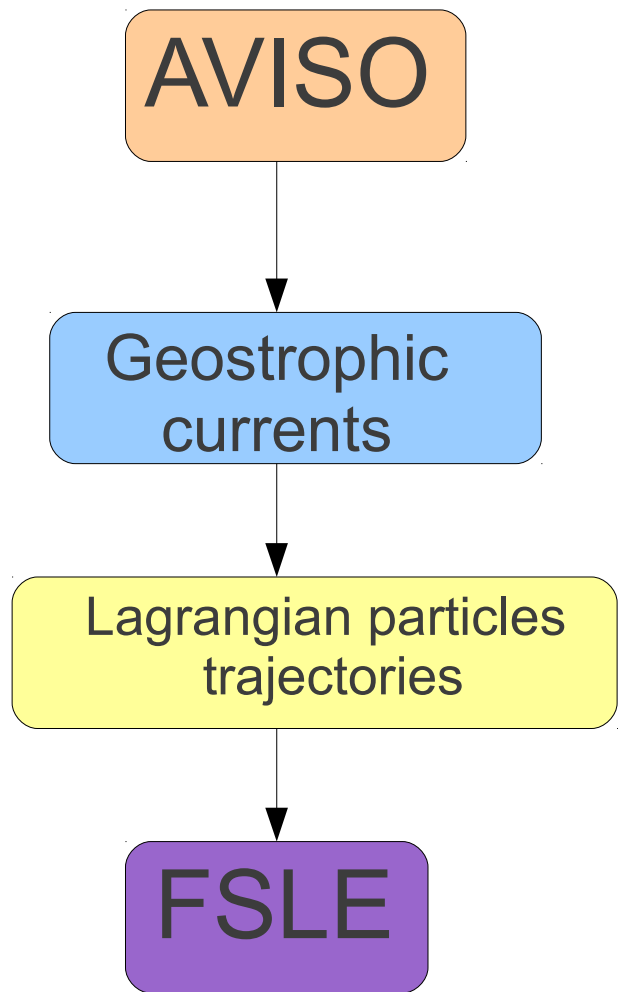 AVISO
Geostrophic
currents
Lagrangian particles
trajectories
FSLE